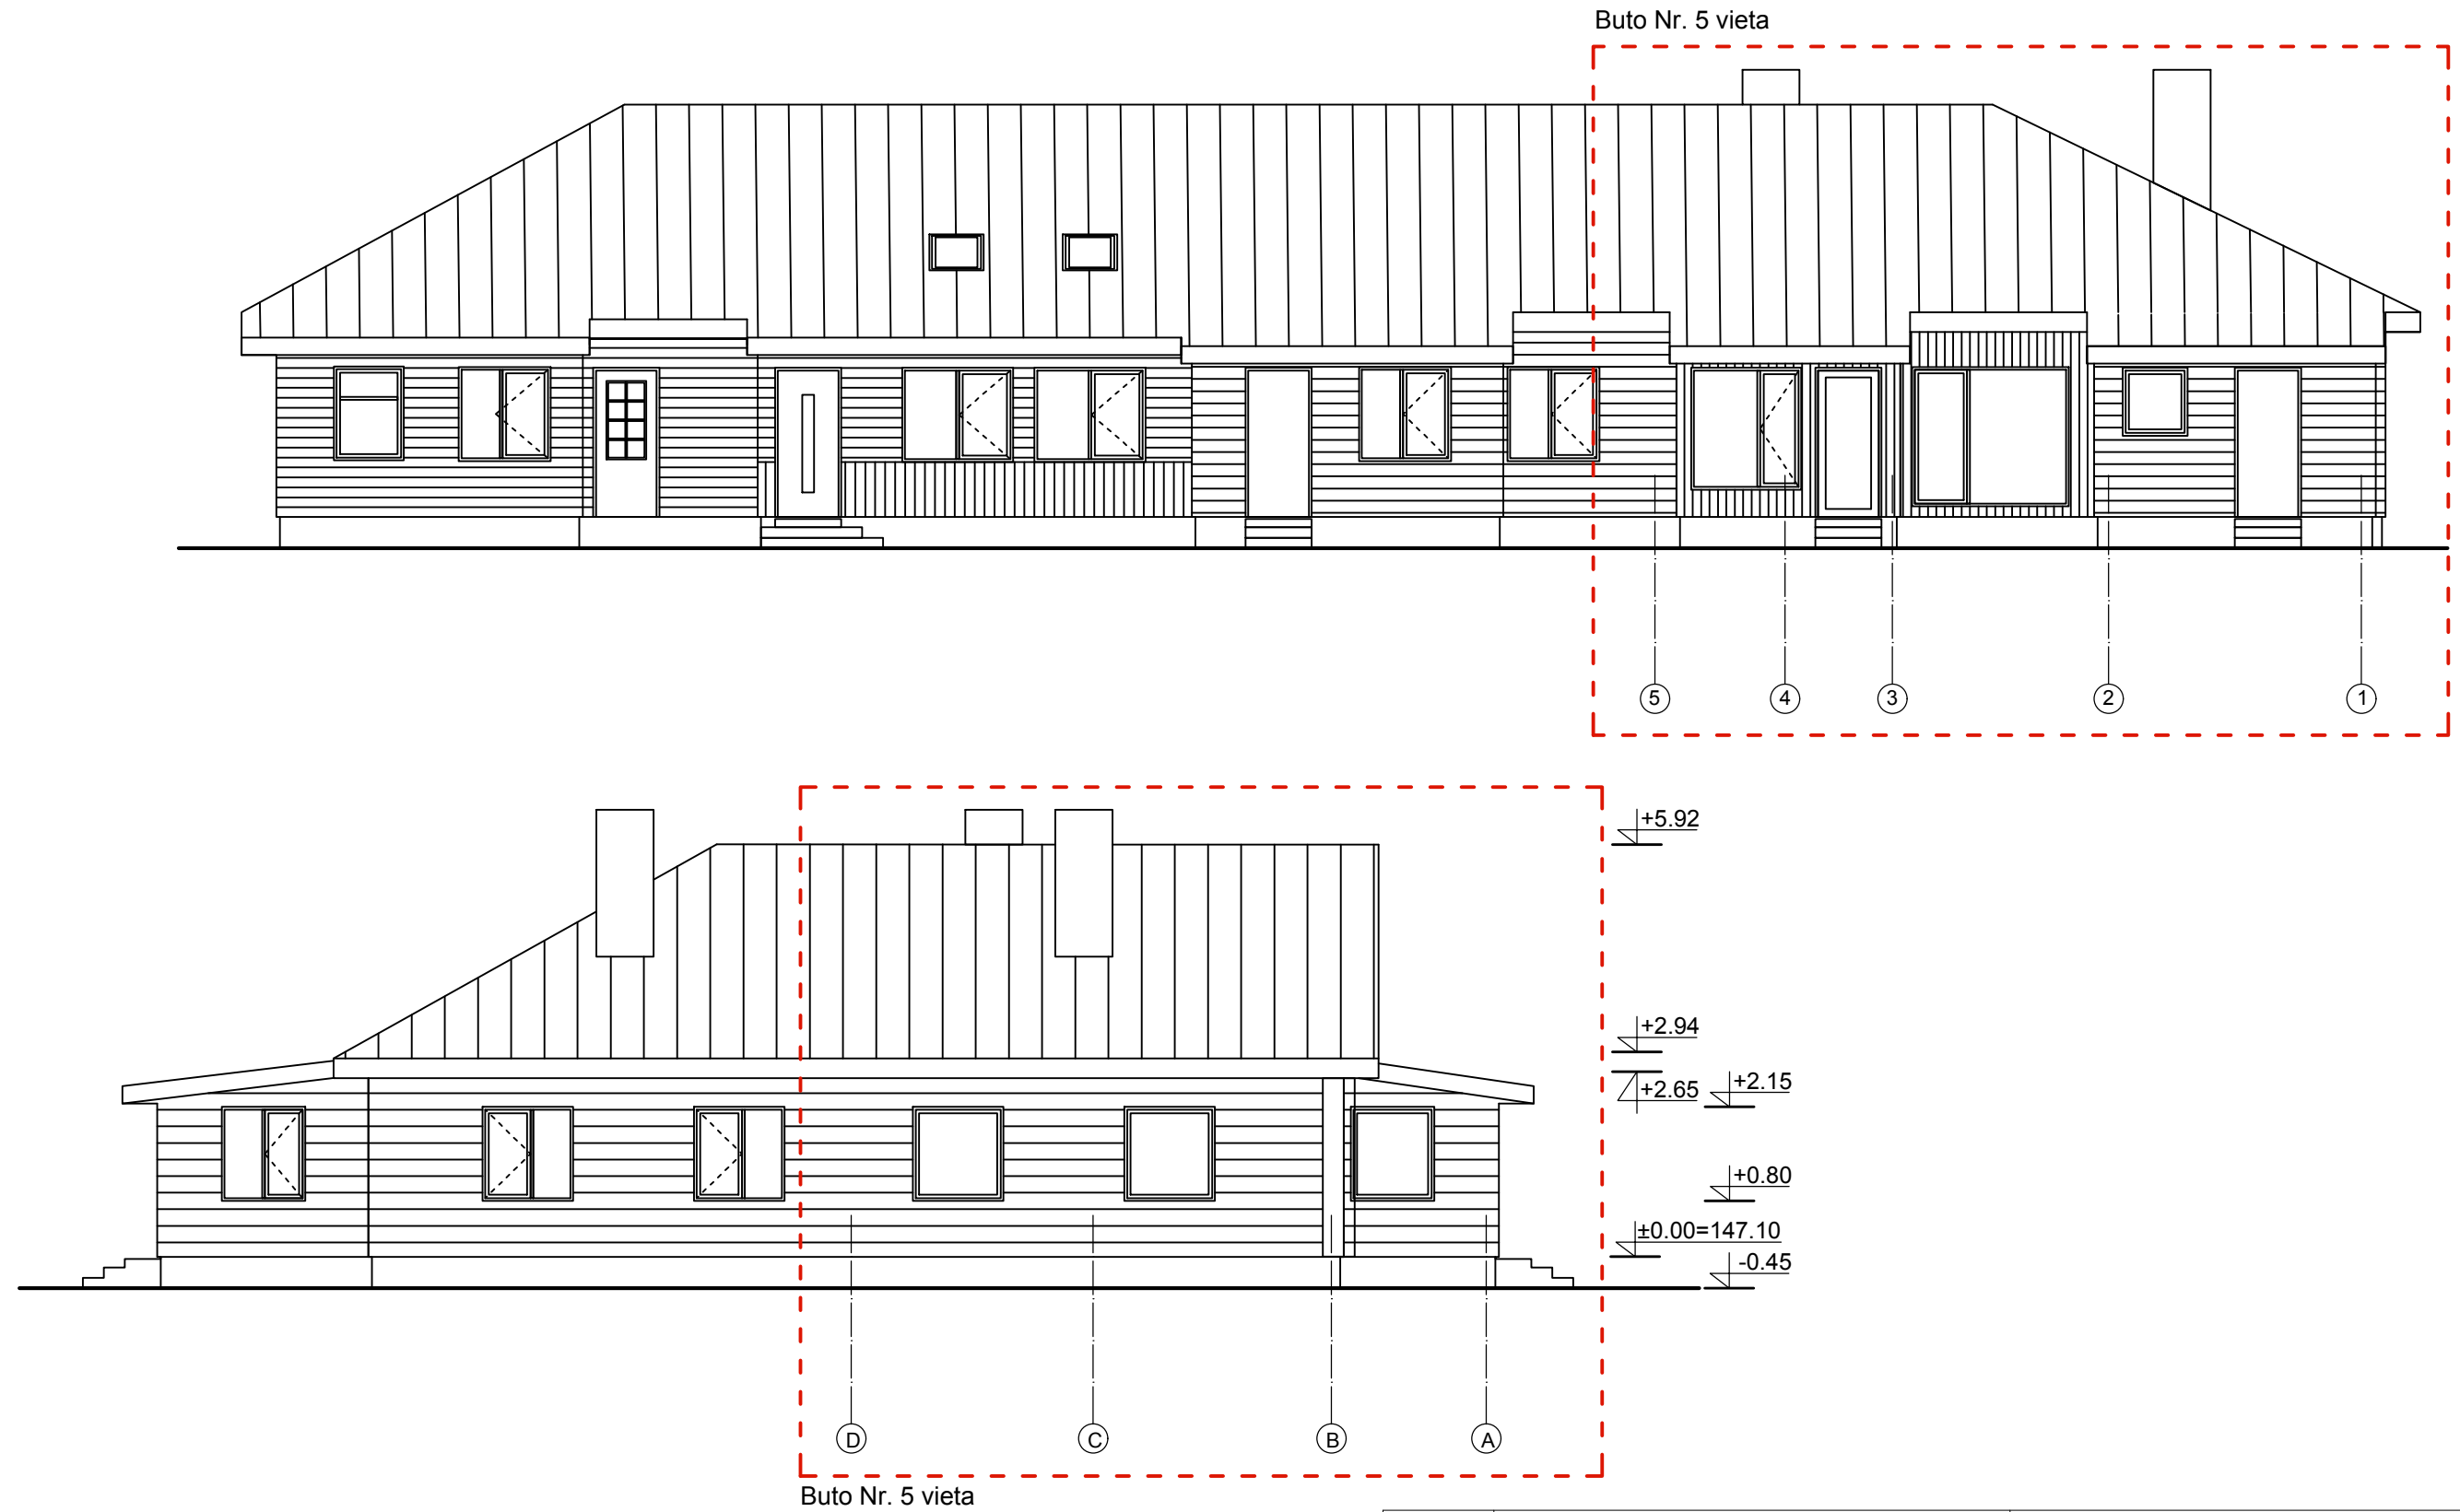 Buto Nr. 5 vieta
5 4 3 2 1
+5.92
+2.94
+2.65 +2.15
+0.80
±0.00=147.10
-0.45
D C B A
Buto Nr. 5 vieta